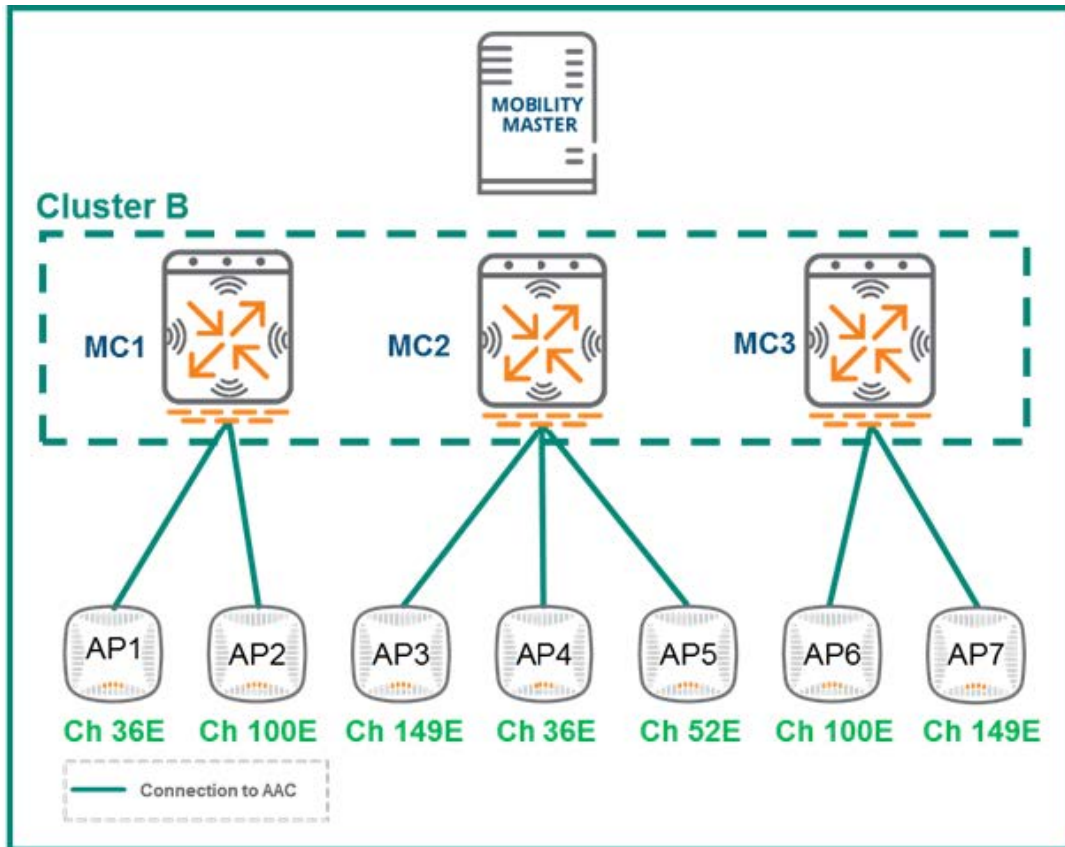 MOBILITY
MASTER
Cluster B
MC1
MC2
MC3
AP1
AP2
AP3
AP4
AP5
AP6
AP7
Ch 36E
Ch 100E
Ch 149E
Ch 36E
Ch 52E
Ch 100E
Ch 149E
Connection to AAC